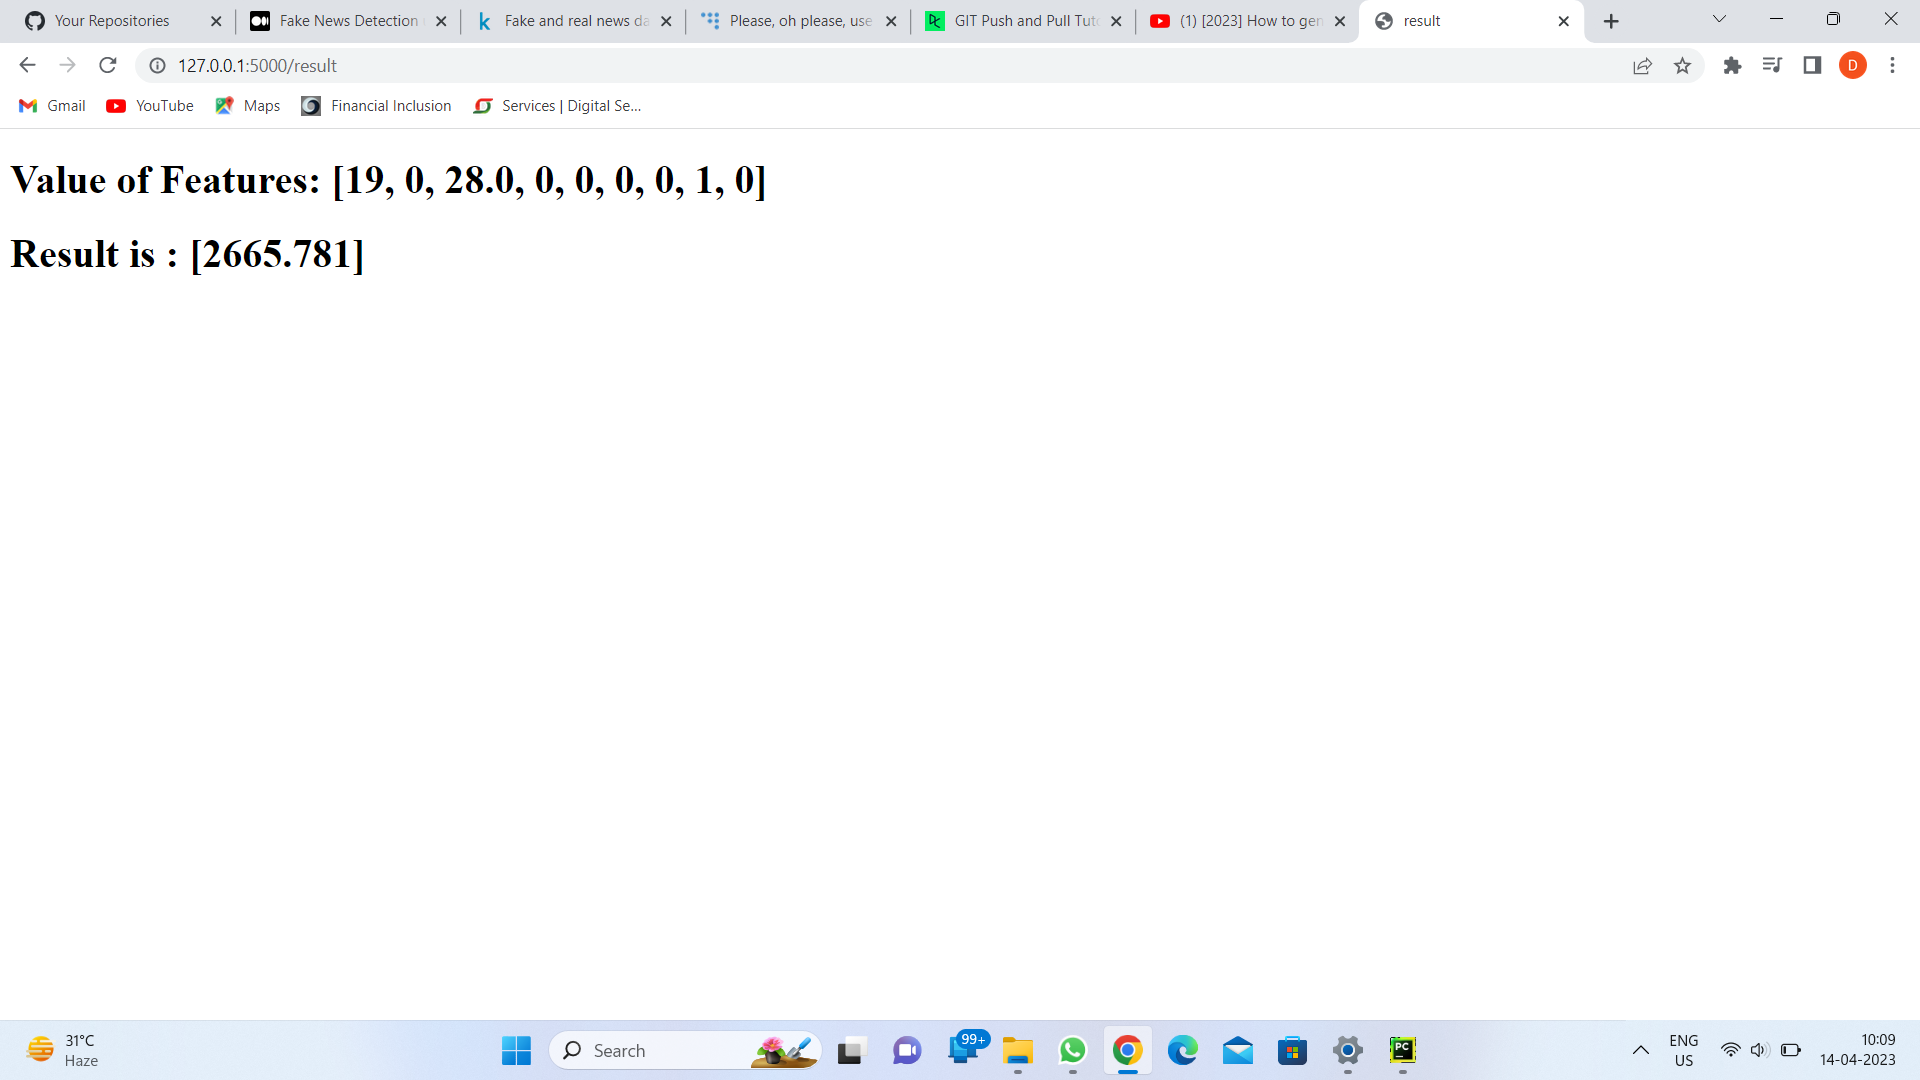 Your Repositories
Fake News Detection
Fake and real news da
Please, oh please, use
GIT Push and Pull Tut
(1) [2023] How to gen
result
127.0.0.1:5000/result
D
Gmail
YouTube
Maps
Financial Inclusion
Services | Digital Se...
Value of Features: [19, 0, 28.0, 0, 0, 0, 0, 1, 0]
Result is : [2665.781]
31°C
Haze
Search
99+
PC
ENG
US
10:09
14-04-2023